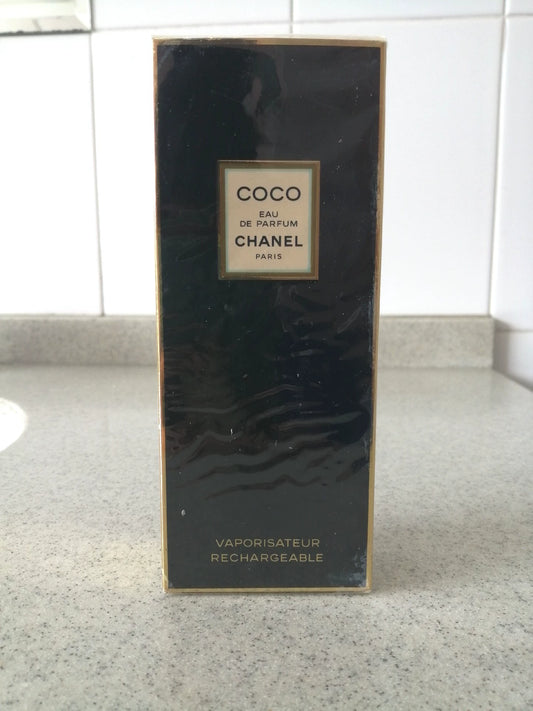 COCO
EAU
DE PARFUM
CHANEL
PARIS
VAPORISATEUR
RECHARGEABLE